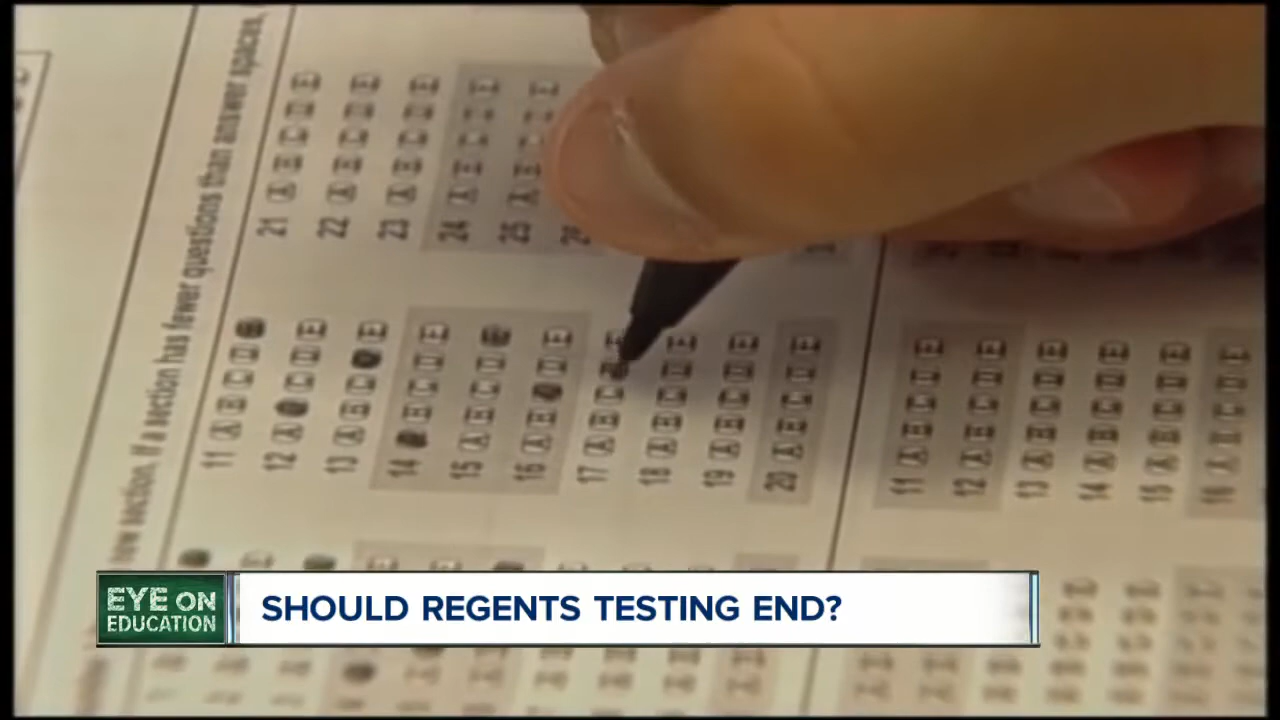 section. If a section has fewer questions than answer spaces,
21 A B C D E
22 A B C D E
23 A B C D E
24 A B C D E
25 A B C D E
11 A B C D
12 A C D E
13 A B C E
14 B C D E
15 A B C D
16 A B D E
17 A B C E
18 A B C D E
19 A B C D E
20 A B C D E
11 A B C D E
12 A B C D E
13 A B C D E
14 A B C D E
15 A B C D E
16 A B C D E
EYE ON
EDUCATION
SHOULD REGENTS TESTING END?